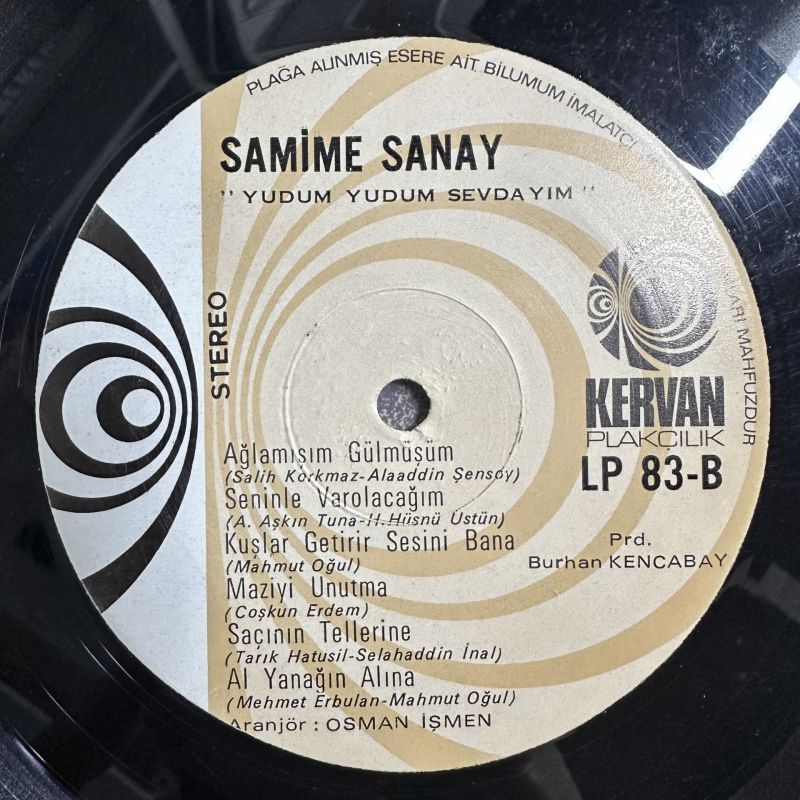 PLAĞA ALINMIŞ ESERE AİT BİLUMUM İMALATÇI
ARI MAHFUZDUR
SAMİME SANAY
"YUDUM YUDUM SEVDAYIM"
STEREO
KERVAN
PLAKÇILIK
LP 83-B
Ağlamışım Gülmüşüm
(Salih Korkmaz-Alaaddin Şensoy)
Seninle Varolacağım
(A. Aşkın Tuna-H.Hüsnü Üstün)
Kuşlar Getirir Sesini Bana
(Mahmut Oğul)
Prd.
Burhan KENCABAY
Maziyi Unutma
(Coşkun Erdem)
Saçının Tellerine
(Tarık Hatusil-Selahaddin İnal)
Al Yanağın Alına
(Mehmet Erbulan-Mahmut Oğul)
Aranjör : OSMAN İŞMEN